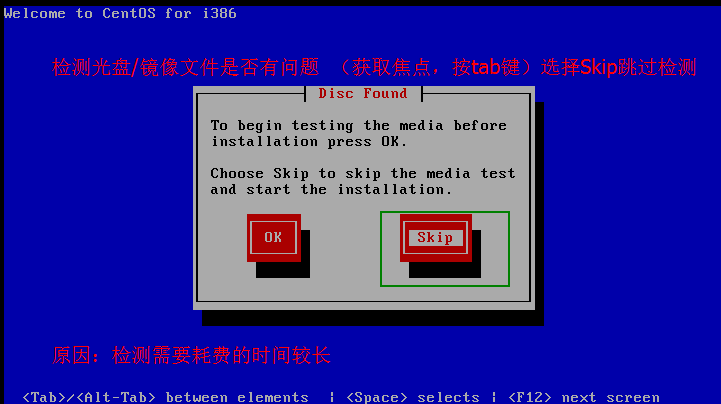 Welcome to CentOS for i386
检测光盘/镜像文件是否有问题 （获取焦点，按tab键）选择Skip跳过检测
Disc Found
To begin testing the media before
installation press OK.
Choose Skip to skip the media test
and start the installation.
OK Skip
原因：检测需要耗费的时间较长
<Tab>/<Alt-Tab> between elements | <Space> selects | <F12> next screen